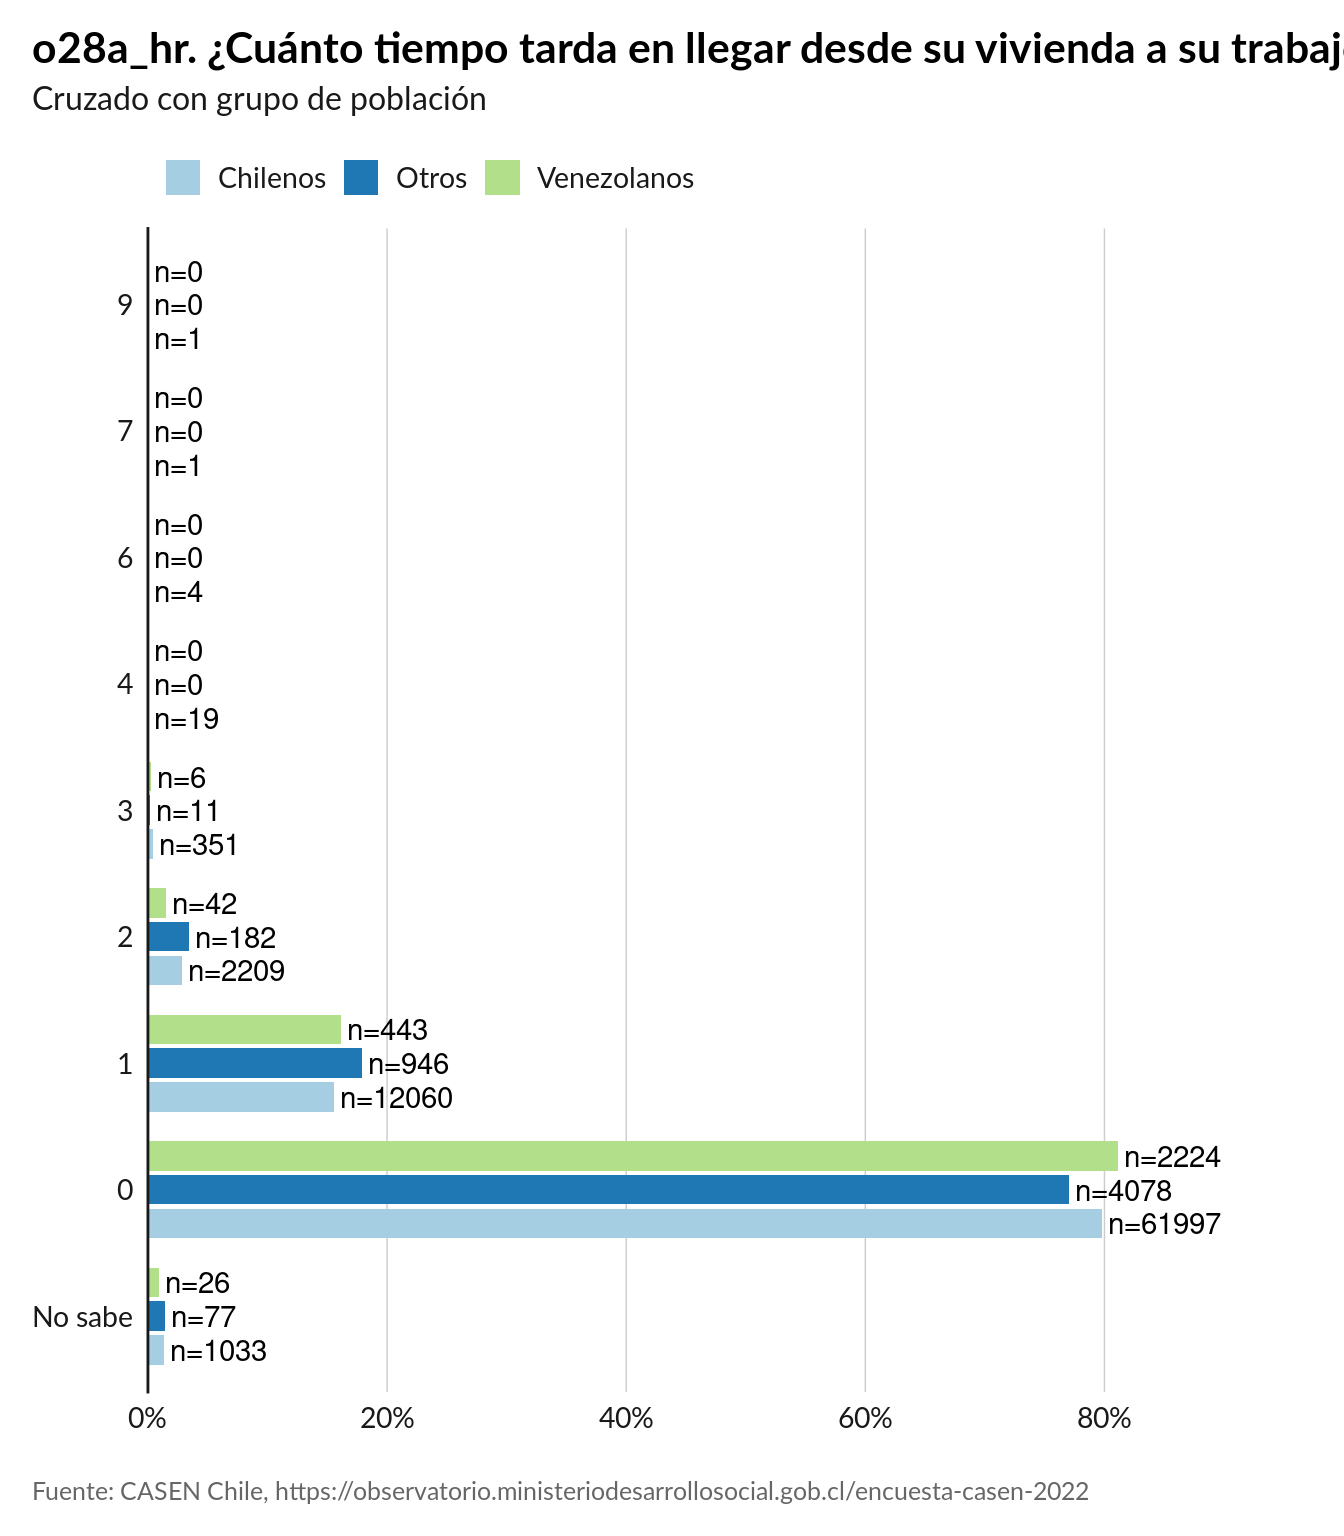 o28a_hr. ¿Cuánto tiempo tarda en llegar desde su vivienda a su trabaj
Cruzado con grupo de población
Chilenos Otros Venezolanos
n=0
9 n=0
n=1
n=0
7 n=0
n=1
n=0
6 n=0
n=4
n=0
4 n=0
n=19
n=6
3 n=11
n=351
n=42
2 n=182
n=2209
n=443
1 n=946
n=12060
n=2224
0 n=4078
n=61997
n=26
No sabe n=77
n=1033
0% 20% 40% 60% 80%
Fuente: CASEN Chile, https://observatorio.ministeriodesarrollosocial.gob.cl/encuesta-casen-2022